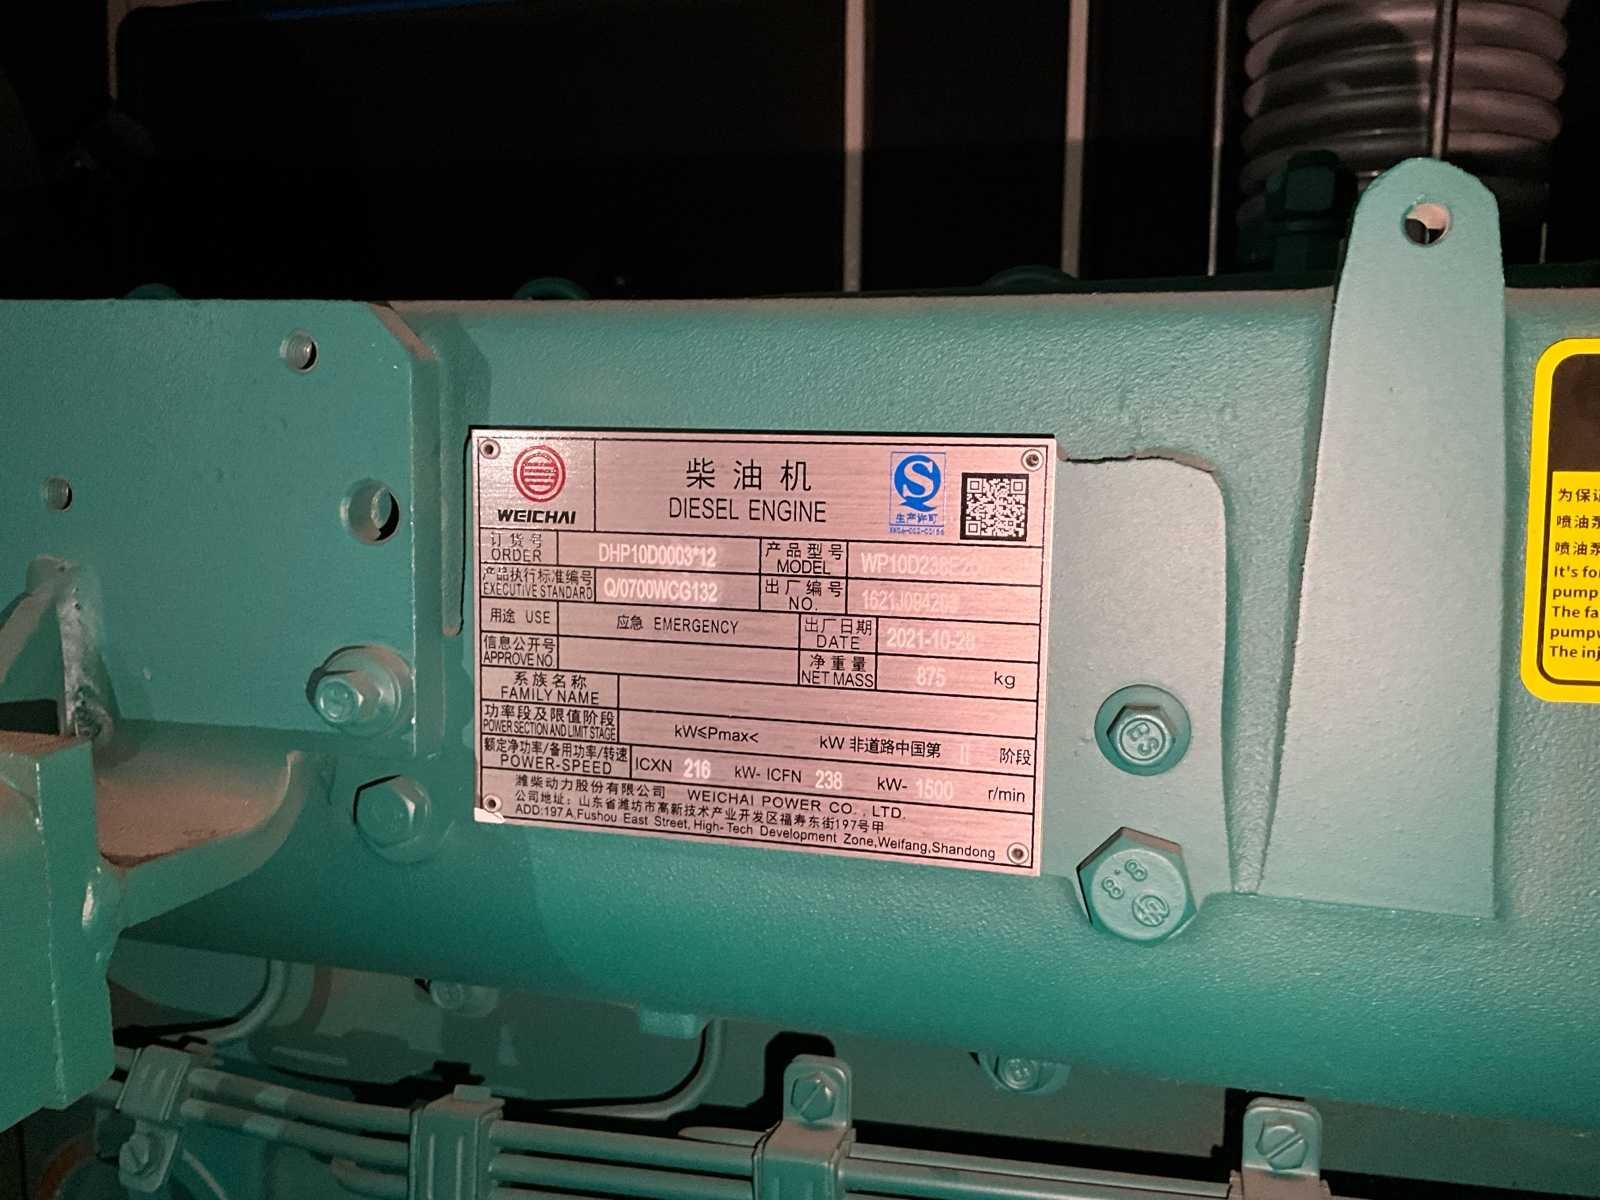 WEICHAI
柴油机
DIESEL ENGINE
生产许可
订货号
ORDER
DHP10D0003*12
产品型号
MODEL
产品执行标准编号
EXECUTIVE STANDARD
Q/0700WCG132
出厂编号
NO.
用途 USE
应急 EMERGENCY
出厂日期
DATE
2021-10-28
信息公开号
APPROVE NO.
净重量
NET MASS
875 kg
系族名称
FAMILY NAME
功率段及限值阶段
POWER SECTION AND LIMIT STAGE
kW≤Pmax< kW 非道路中国第 II 阶段
额定净功率/备用功率/转速
POWER-SPEED
ICXN 216 kW- ICFN 238 kW- 1500 r/min
潍柴动力股份有限公司 WEICHAI POWER CO., LTD.
公司地址：山东省潍坊市高新技术产业开发区福寿东街197号甲
ADD:197 A,Fushou East Street, High-Tech Development Zone,Weifang,Shandong
BS
8.8
为保
喷油
喷油
It's
pump
The
The